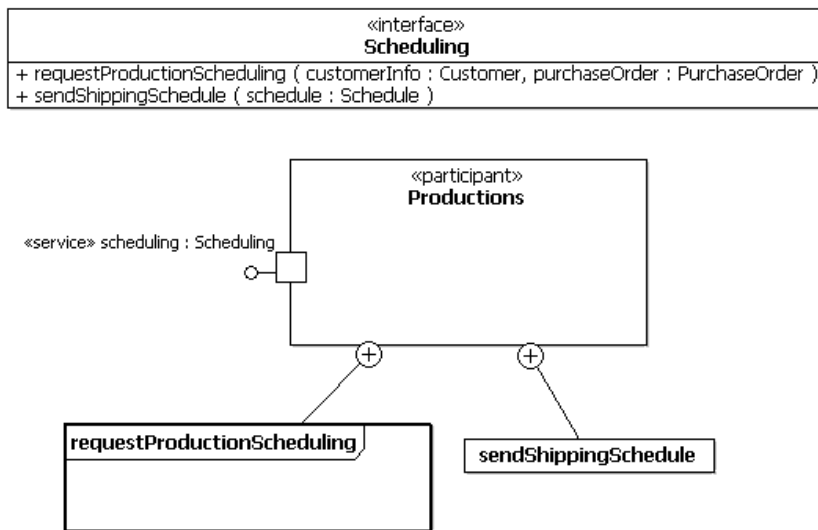 «interface»
Scheduling
+ requestProductionScheduling ( customerInfo : Customer, purchaseOrder : PurchaseOrder )
+ sendShippingSchedule ( schedule : Schedule )
«participant»
Productions
«service» scheduling : Scheduling
requestProductionScheduling
sendShippingSchedule